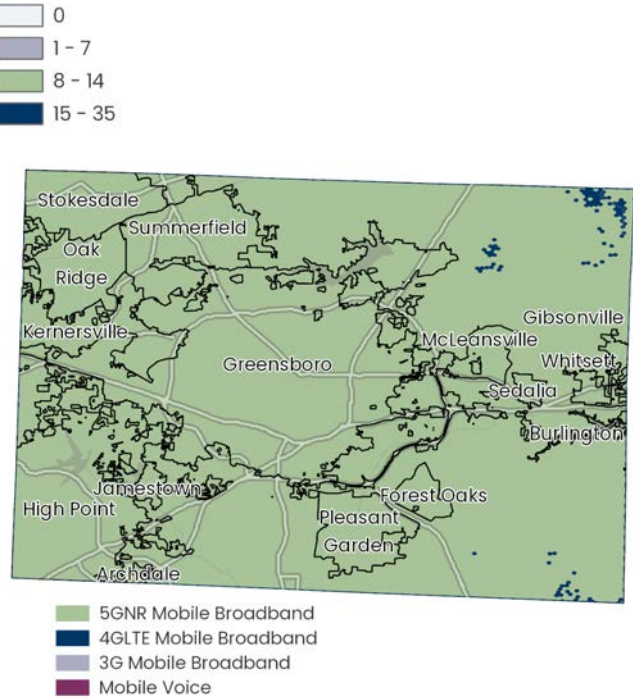 0
1 - 7
8 - 14
15 - 35
Stokesdale
Summerfield
Oak
Ridge
Kernersville
Gibsonville
McLeansville
Whitsett
Greensboro
Sedalia
Burlington
Jamestown
Forest Oaks
High Point
Pleasant
Garden
Archdale
5GNR Mobile Broadband
4GLTE Mobile Broadband
3G Mobile Broadband
Mobile Voice